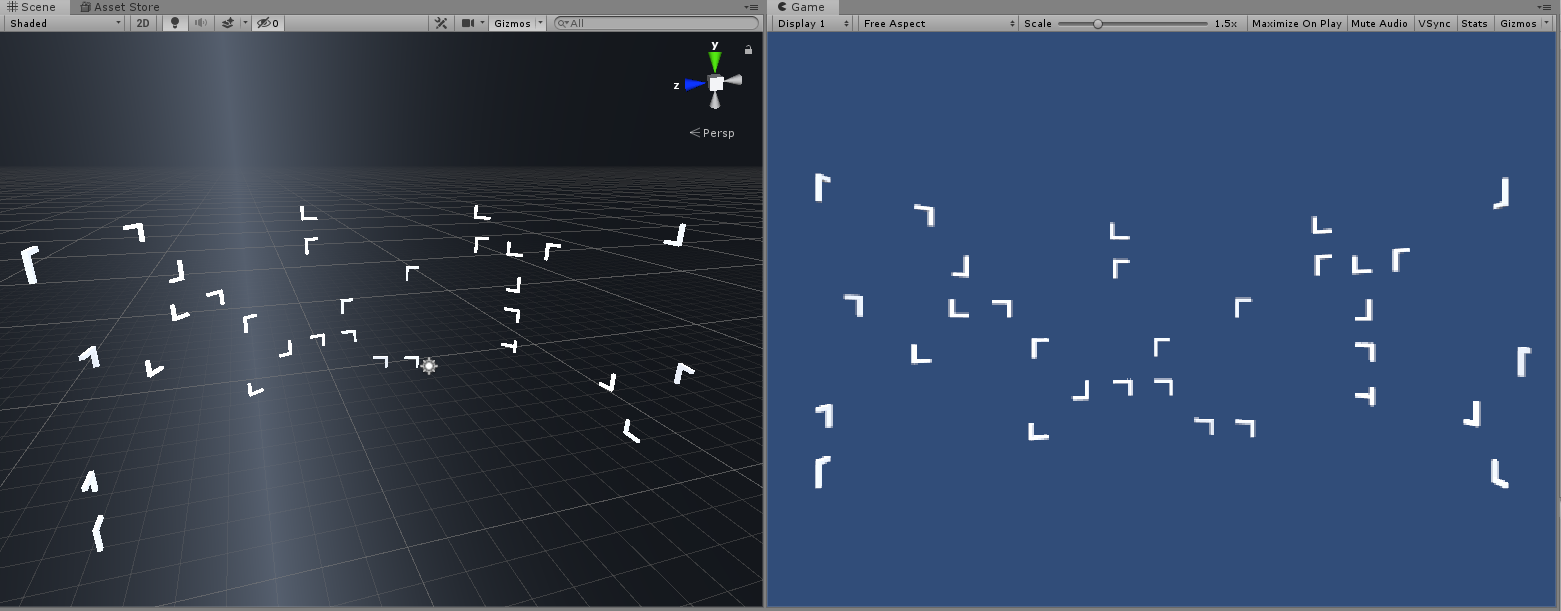 Scene Asset Store
Shaded 2D 0 Gizmos All
y
z
Persp
Game
Display 1 Free Aspect Scale 1.5x Maximize On Play Mute Audio VSync Stats Gizmos